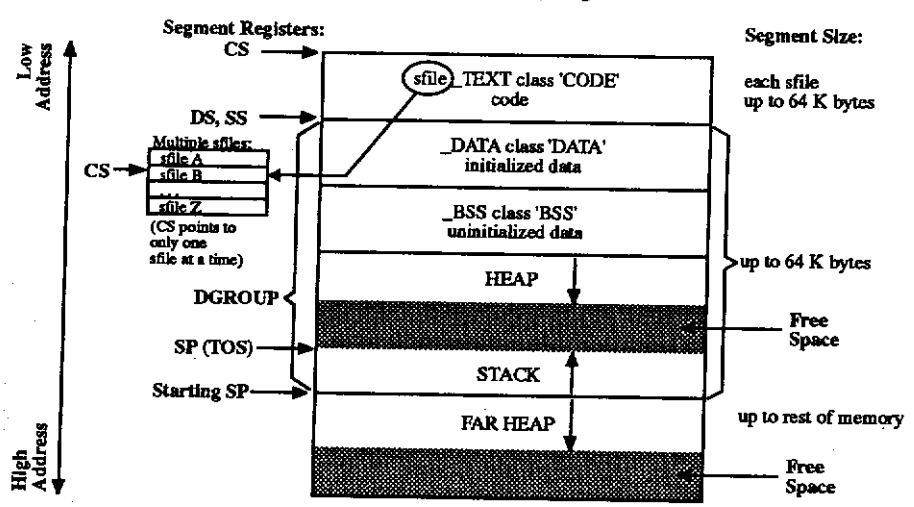 Segment Registers:
CS
Segment Size:
Low
Address
sfile_TEXT class 'CODE'
code
each sfile
up to 64 K bytes
DS, SS
Multiple sfiles:
sfile A
CS
sfile B
. . .
sfile Z
(CS points to
only one
sfile at a time)
_DATA class 'DATA'
initialized data
_BSS class 'BSS'
uninitialized data
HEAP
up to 64 K bytes
DGROUP
Free
Space
SP (TOS)
STACK
Starting SP
FAR HEAP
up to rest of memory
High
Address
Free
Space